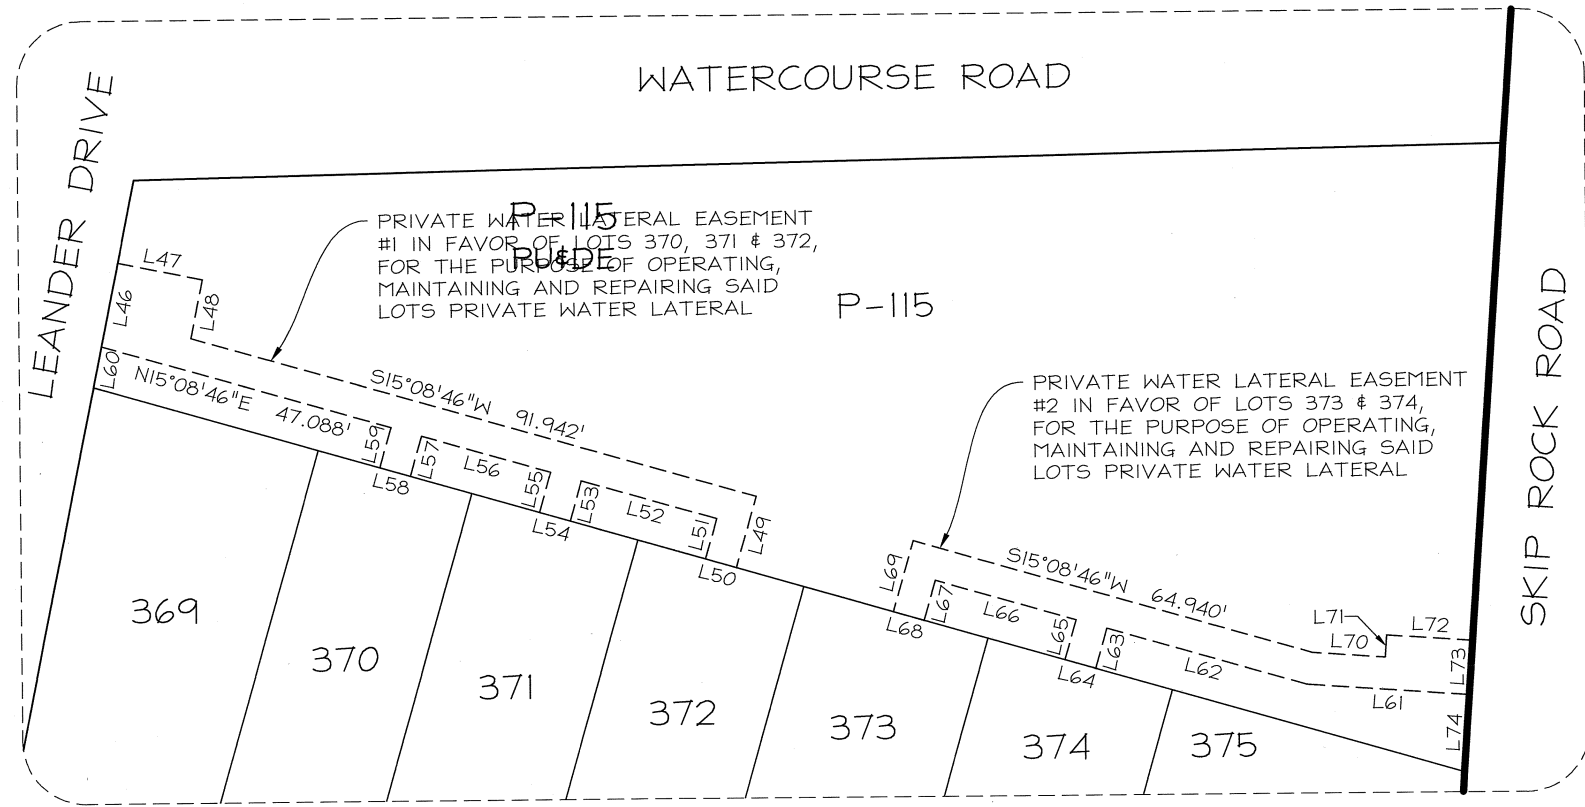 WATERCOURSE ROAD
LEANDER DRIVE
SKIP ROCK ROAD
P-115
PU&DE
PRIVATE WATER LATERAL EASEMENT
#1 IN FAVOR OF LOTS 370, 371 & 372,
FOR THE PURPOSE OF OPERATING,
MAINTAINING AND REPAIRING SAID
LOTS PRIVATE WATER LATERAL
P-115
PRIVATE WATER LATERAL EASEMENT
#2 IN FAVOR OF LOTS 373 & 374,
FOR THE PURPOSE OF OPERATING,
MAINTAINING AND REPAIRING SAID
LOTS PRIVATE WATER LATERAL
L47
L46
L48
L60
N15°08'46"E 47.088'
S15°08'46"W 91.942'
L59
L58
L57
L56
L55
L54
L53
L52
L51
L50
L49
S15°08'46"W 64.940'
L69
L68
L67
L66
L65
L64
L63
L62
L61
L71
L70
L72
L73
L74
369
370
371
372
373
374
375